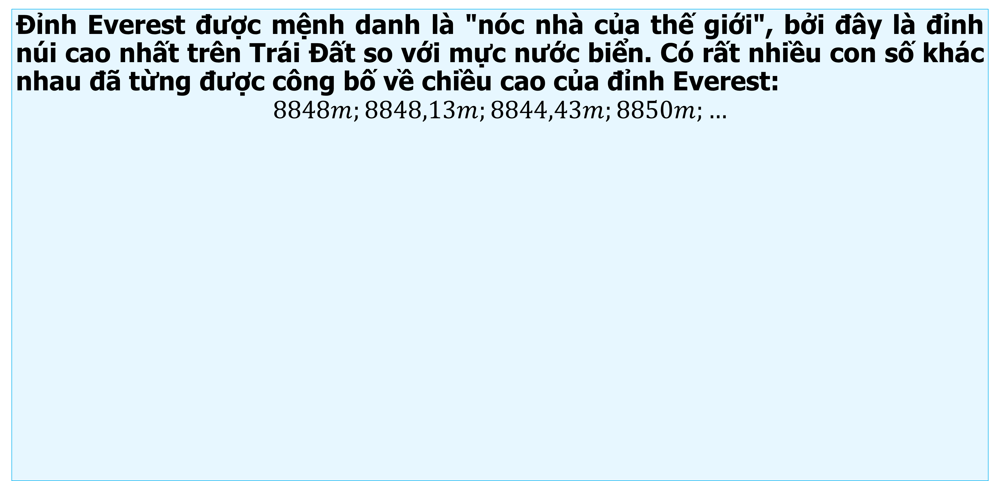 Đỉnh Everest được mệnh danh là "nóc nhà của thế giới", bởi đây là đỉnh
núi cao nhất trên Trái Đất so với mực nước biển. Có rất nhiều con số khác
nhau đã từng được công bố về chiều cao của đỉnh Everest:
8848m; 8848,13m; 8844,43m; 8850m; ...